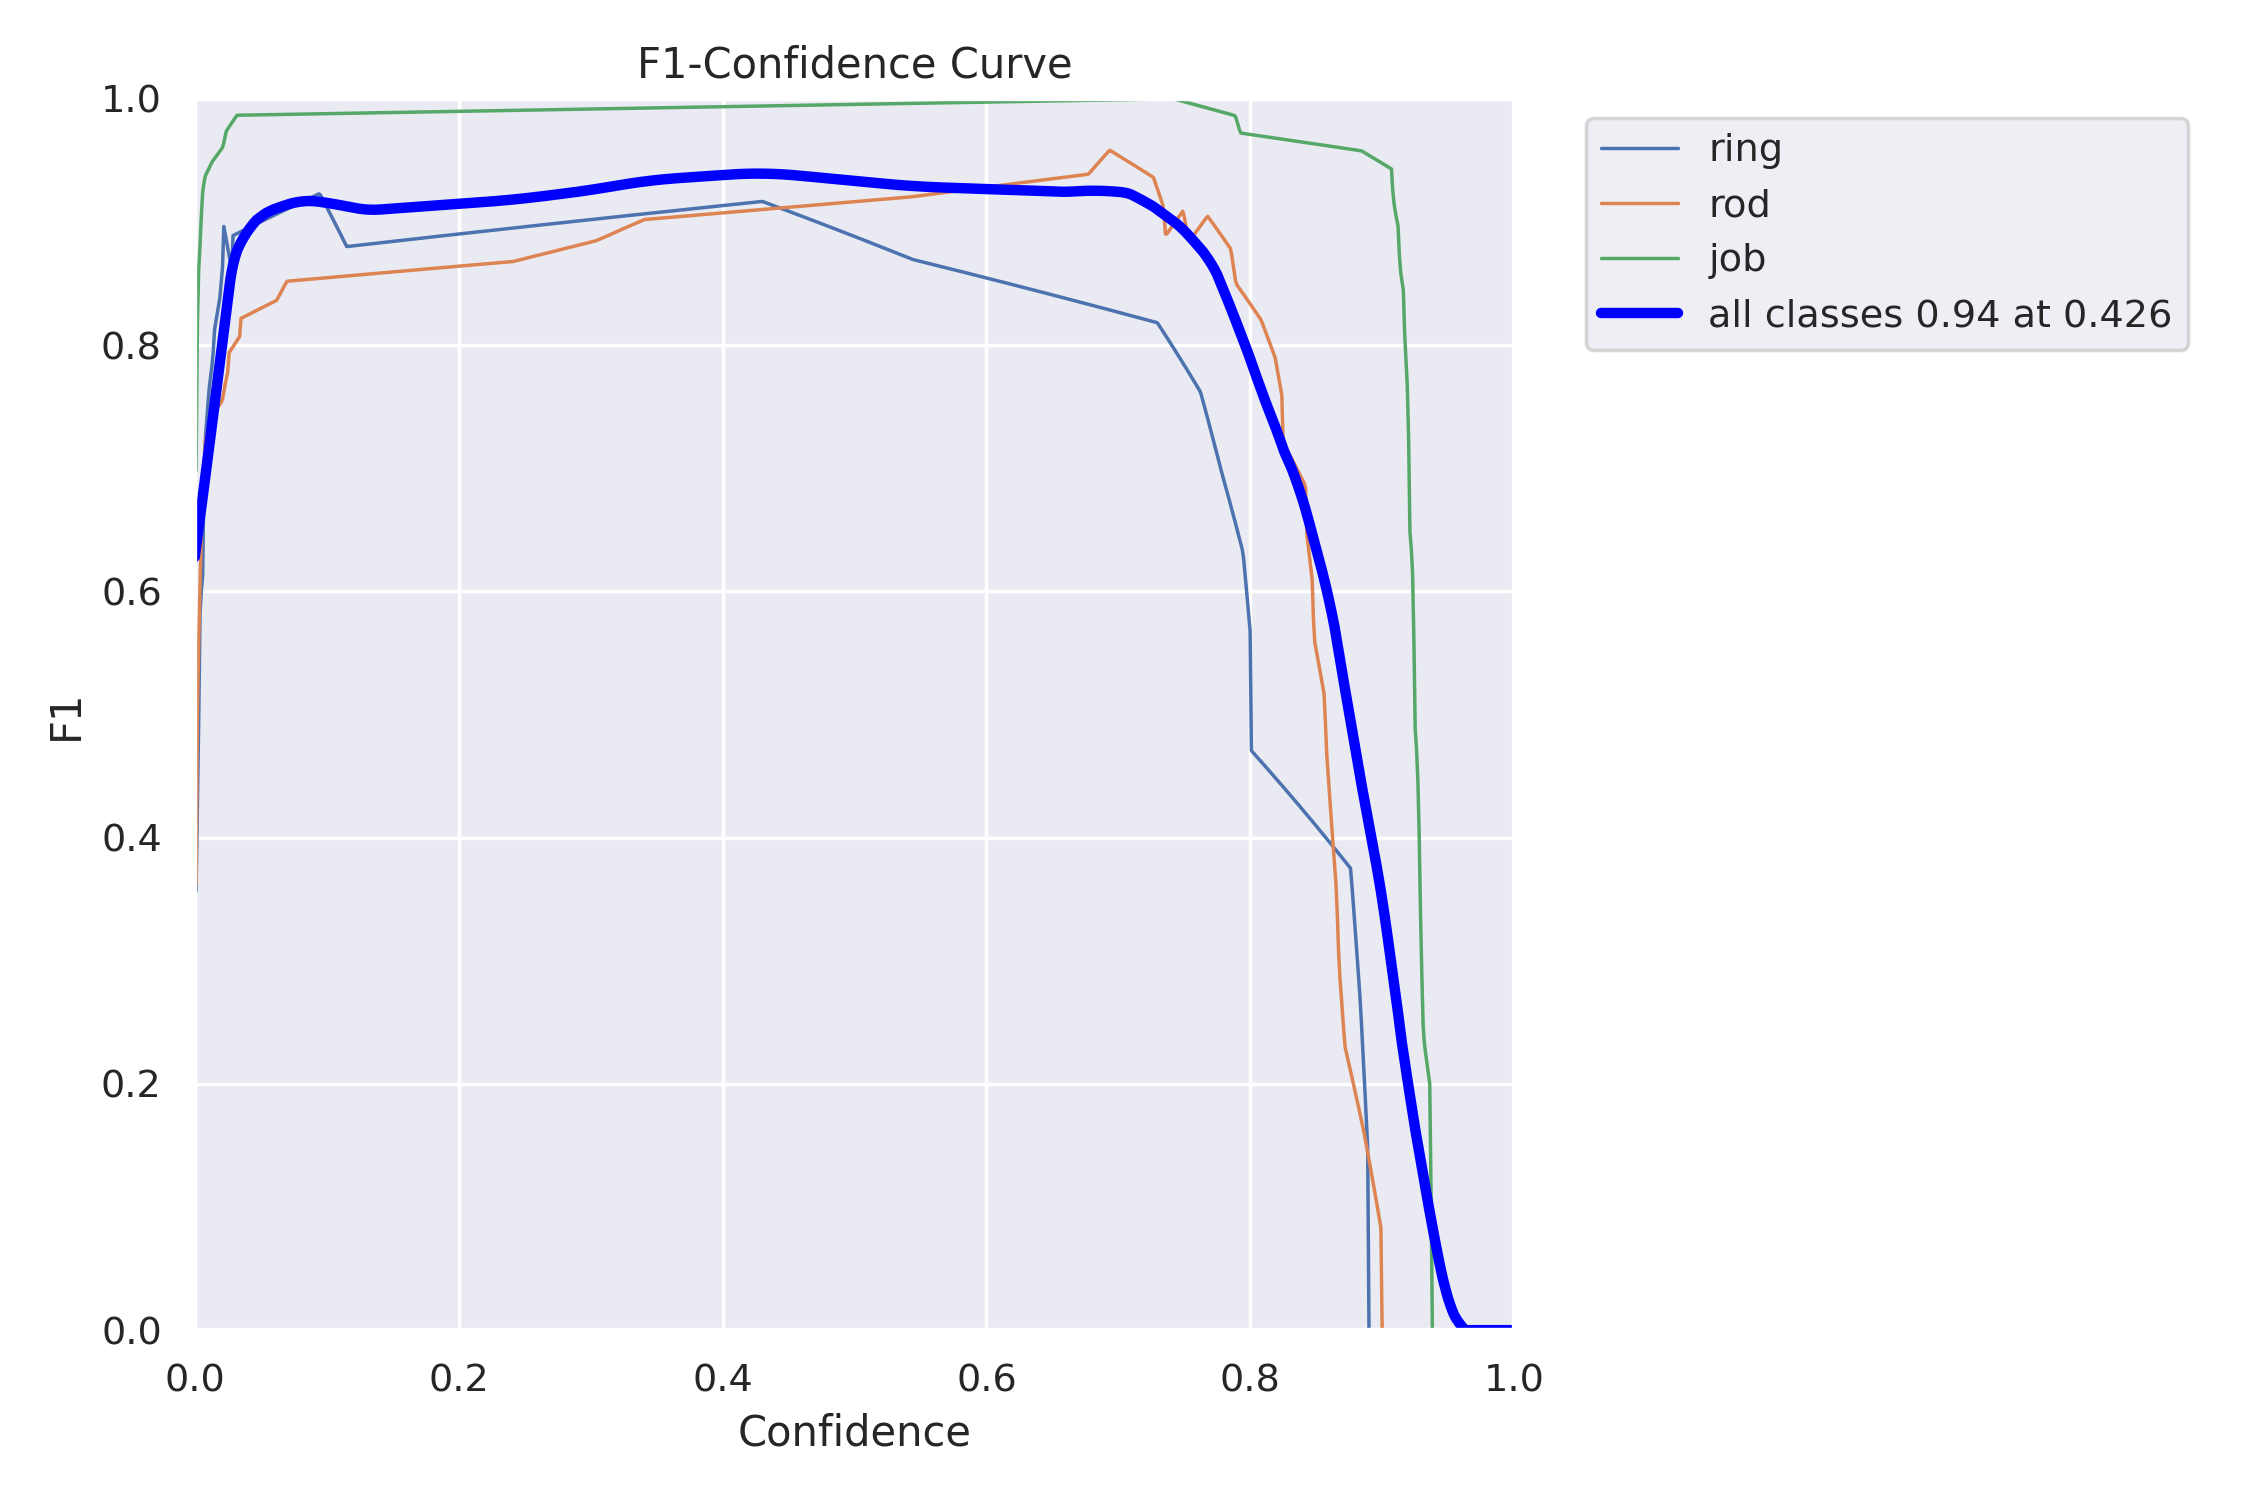 F1-Confidence Curve
1.0
0.8
0.6
0.4
0.2
0.0
F1
0.0 0.2 0.4 0.6 0.8 1.0
Confidence
ring
rod
job
all classes 0.94 at 0.426